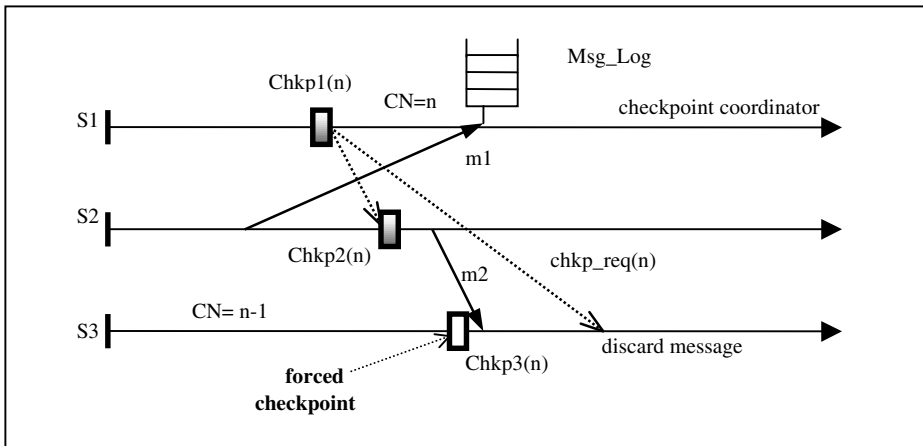 Msg_Log
Chkp1(n)
CN=n
checkpoint coordinator
S1
m1
S2
Chkp2(n)
chkp_req(n)
m2
CN= n-1
S3
discard message
Chkp3(n)
forced
checkpoint